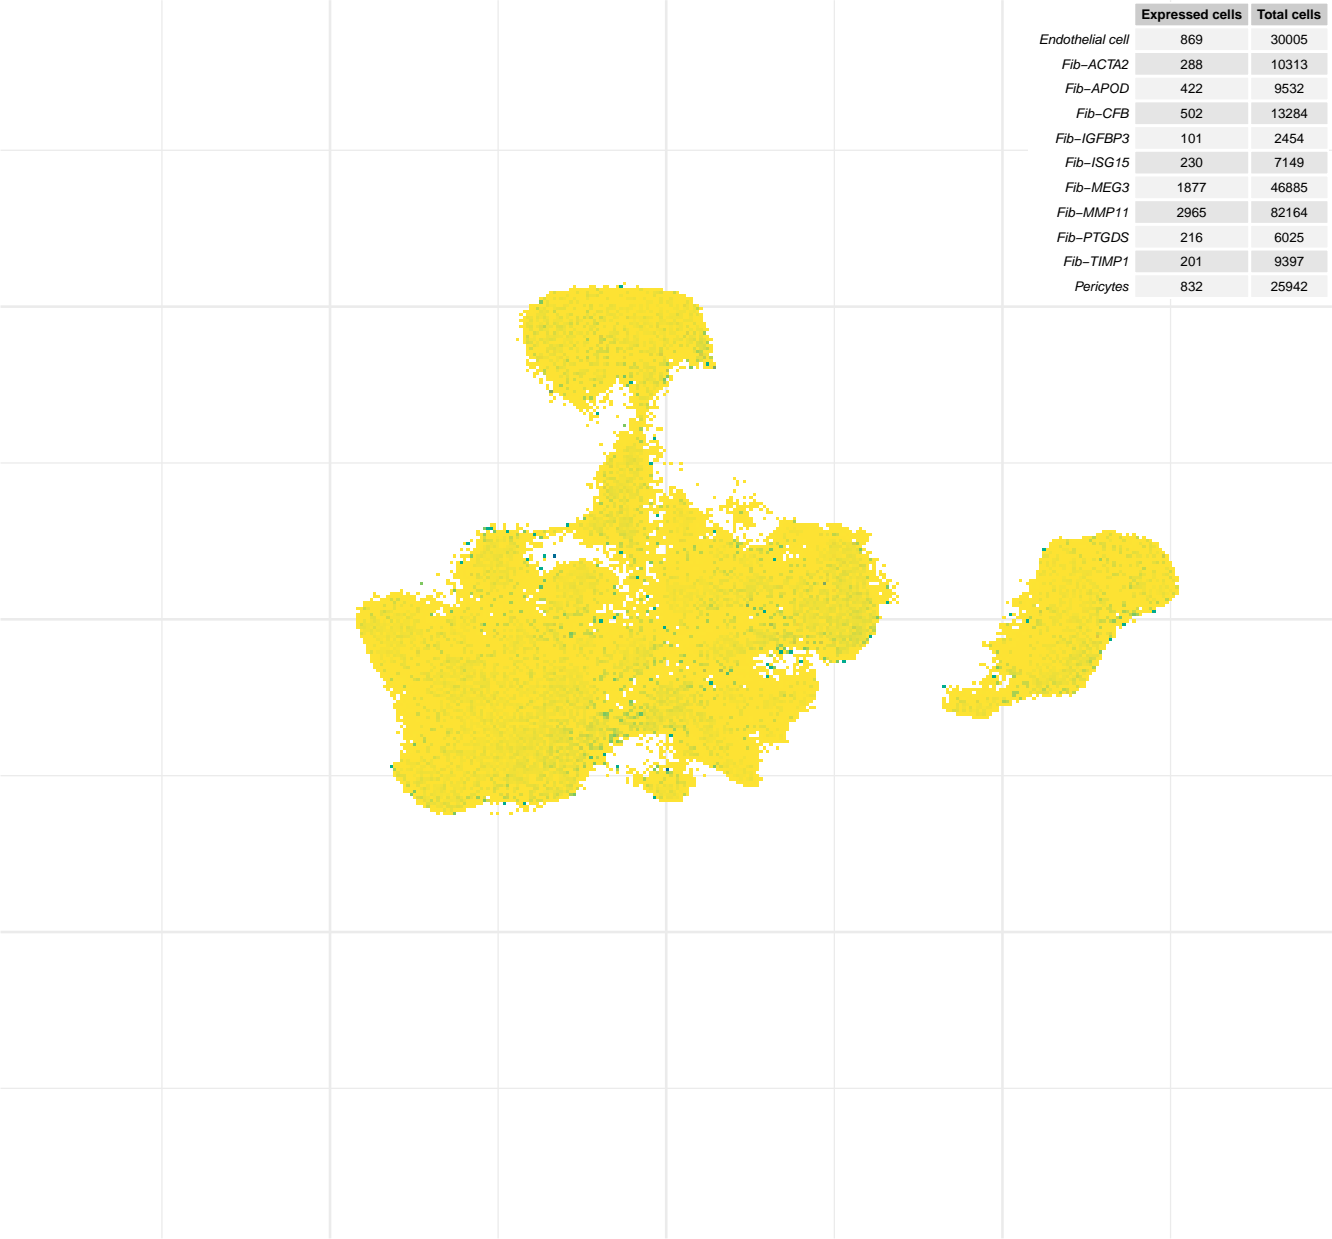 Expressed cells Total cells
Endothelial cell 869 30005
Fib−ACTA2 288 10313
Fib−APOD 422 9532
Fib−CFB 502 13284
Fib−IGFBP3 101 2454
Fib−ISG15 230 7149
Fib−MEG3 1877 46885
Fib−MMP11 2965 82164
Fib−PTGDS 216 6025
Fib−TIMP1 201 9397
Pericytes 832 25942